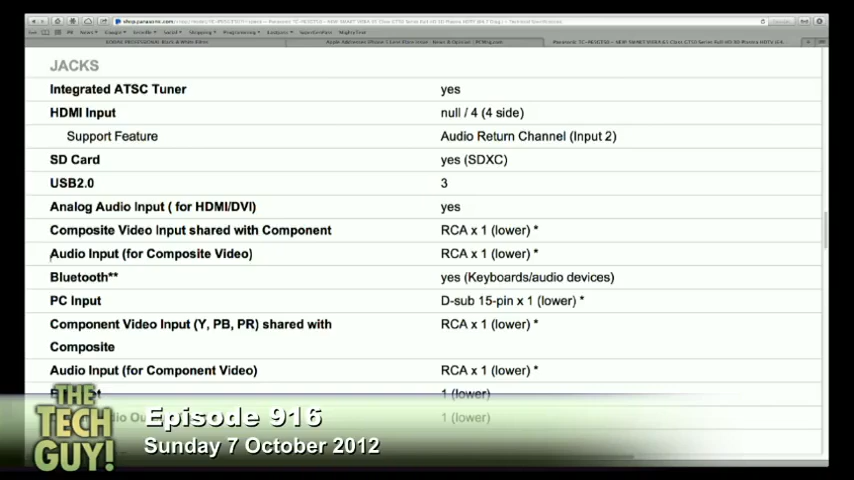 JACKS
Integrated ATSC Tuner yes
HDMI Input null / 4 (4 side)
Support Feature Audio Return Channel (Input 2)
SD Card yes (SDXC)
USB2.0 3
Analog Audio Input ( for HDMI/DVI) yes
Composite Video Input shared with Component RCA x 1 (lower) *
Audio Input (for Composite Video) RCA x 1 (lower) *
Bluetooth** yes (Keyboards/audio devices)
PC Input D-sub 15-pin x 1 (lower) *
Component Video Input (Y, PB, PR) shared with RCA x 1 (lower) *
Composite
Audio Input (for Component Video) RCA x 1 (lower) *
1 (lower)
1 (lower)
THE
TECH
GUY!
Episode 916
Sunday 7 October 2012